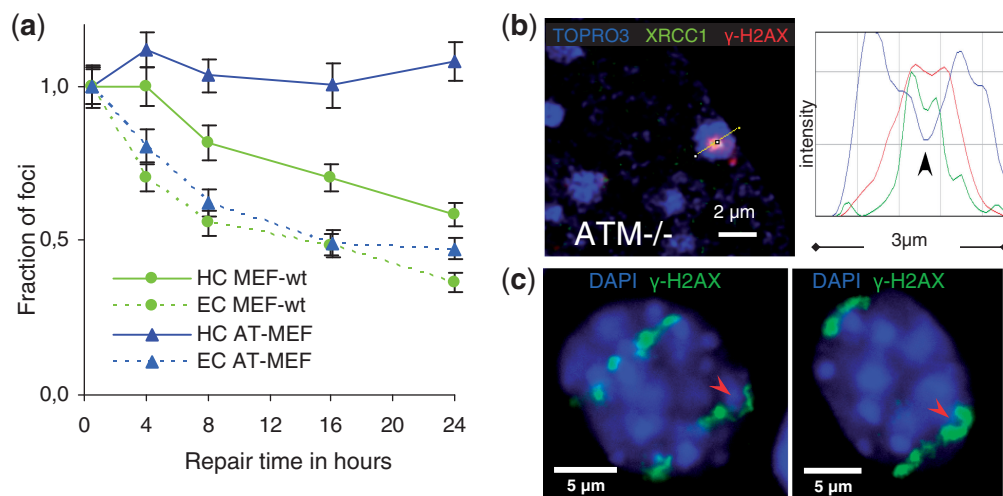 (a)
Fraction of foci
1,0
0,5
0,0
HC MEF-wt
EC MEF-wt
HC AT-MEF
EC AT-MEF
0 4 8 12 16 20 24
Repair time in hours
(b)
TOPRO3 XRCC1 γ-H2AX
2 µm
ATM-/-
intensity
3µm
(c)
DAPI γ-H2AX
5 µm
DAPI γ-H2AX
5 µm